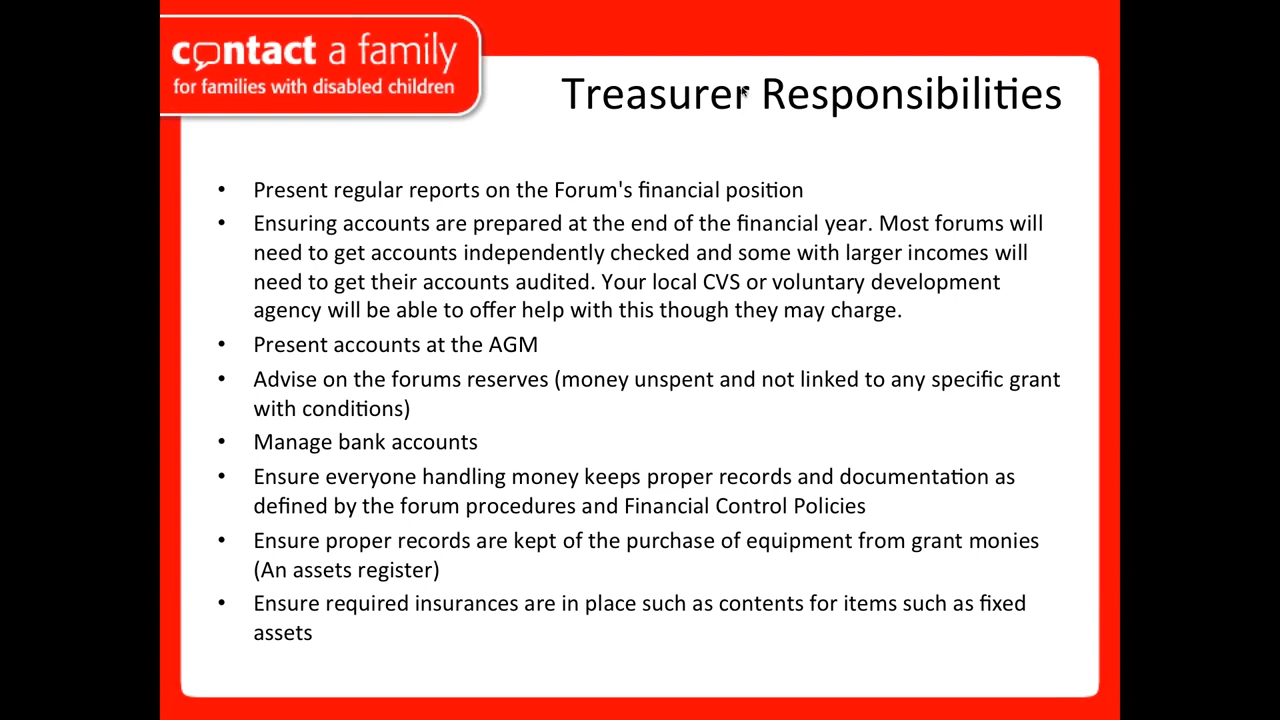 contact a family
for families with disabled children
Treasurer Responsibilities
• Present regular reports on the Forum's financial position
• Ensuring accounts are prepared at the end of the financial year. Most forums will
need to get accounts independently checked and some with larger incomes will
need to get their accounts audited. Your local CVS or voluntary development
agency will be able to offer help with this though they may charge.
• Present accounts at the AGM
• Advise on the forums reserves (money unspent and not linked to any specific grant
with conditions)
• Manage bank accounts
• Ensure everyone handling money keeps proper records and documentation as
defined by the forum procedures and Financial Control Policies
• Ensure proper records are kept of the purchase of equipment from grant monies
(An assets register)
• Ensure required insurances are in place such as contents for items such as fixed
assets